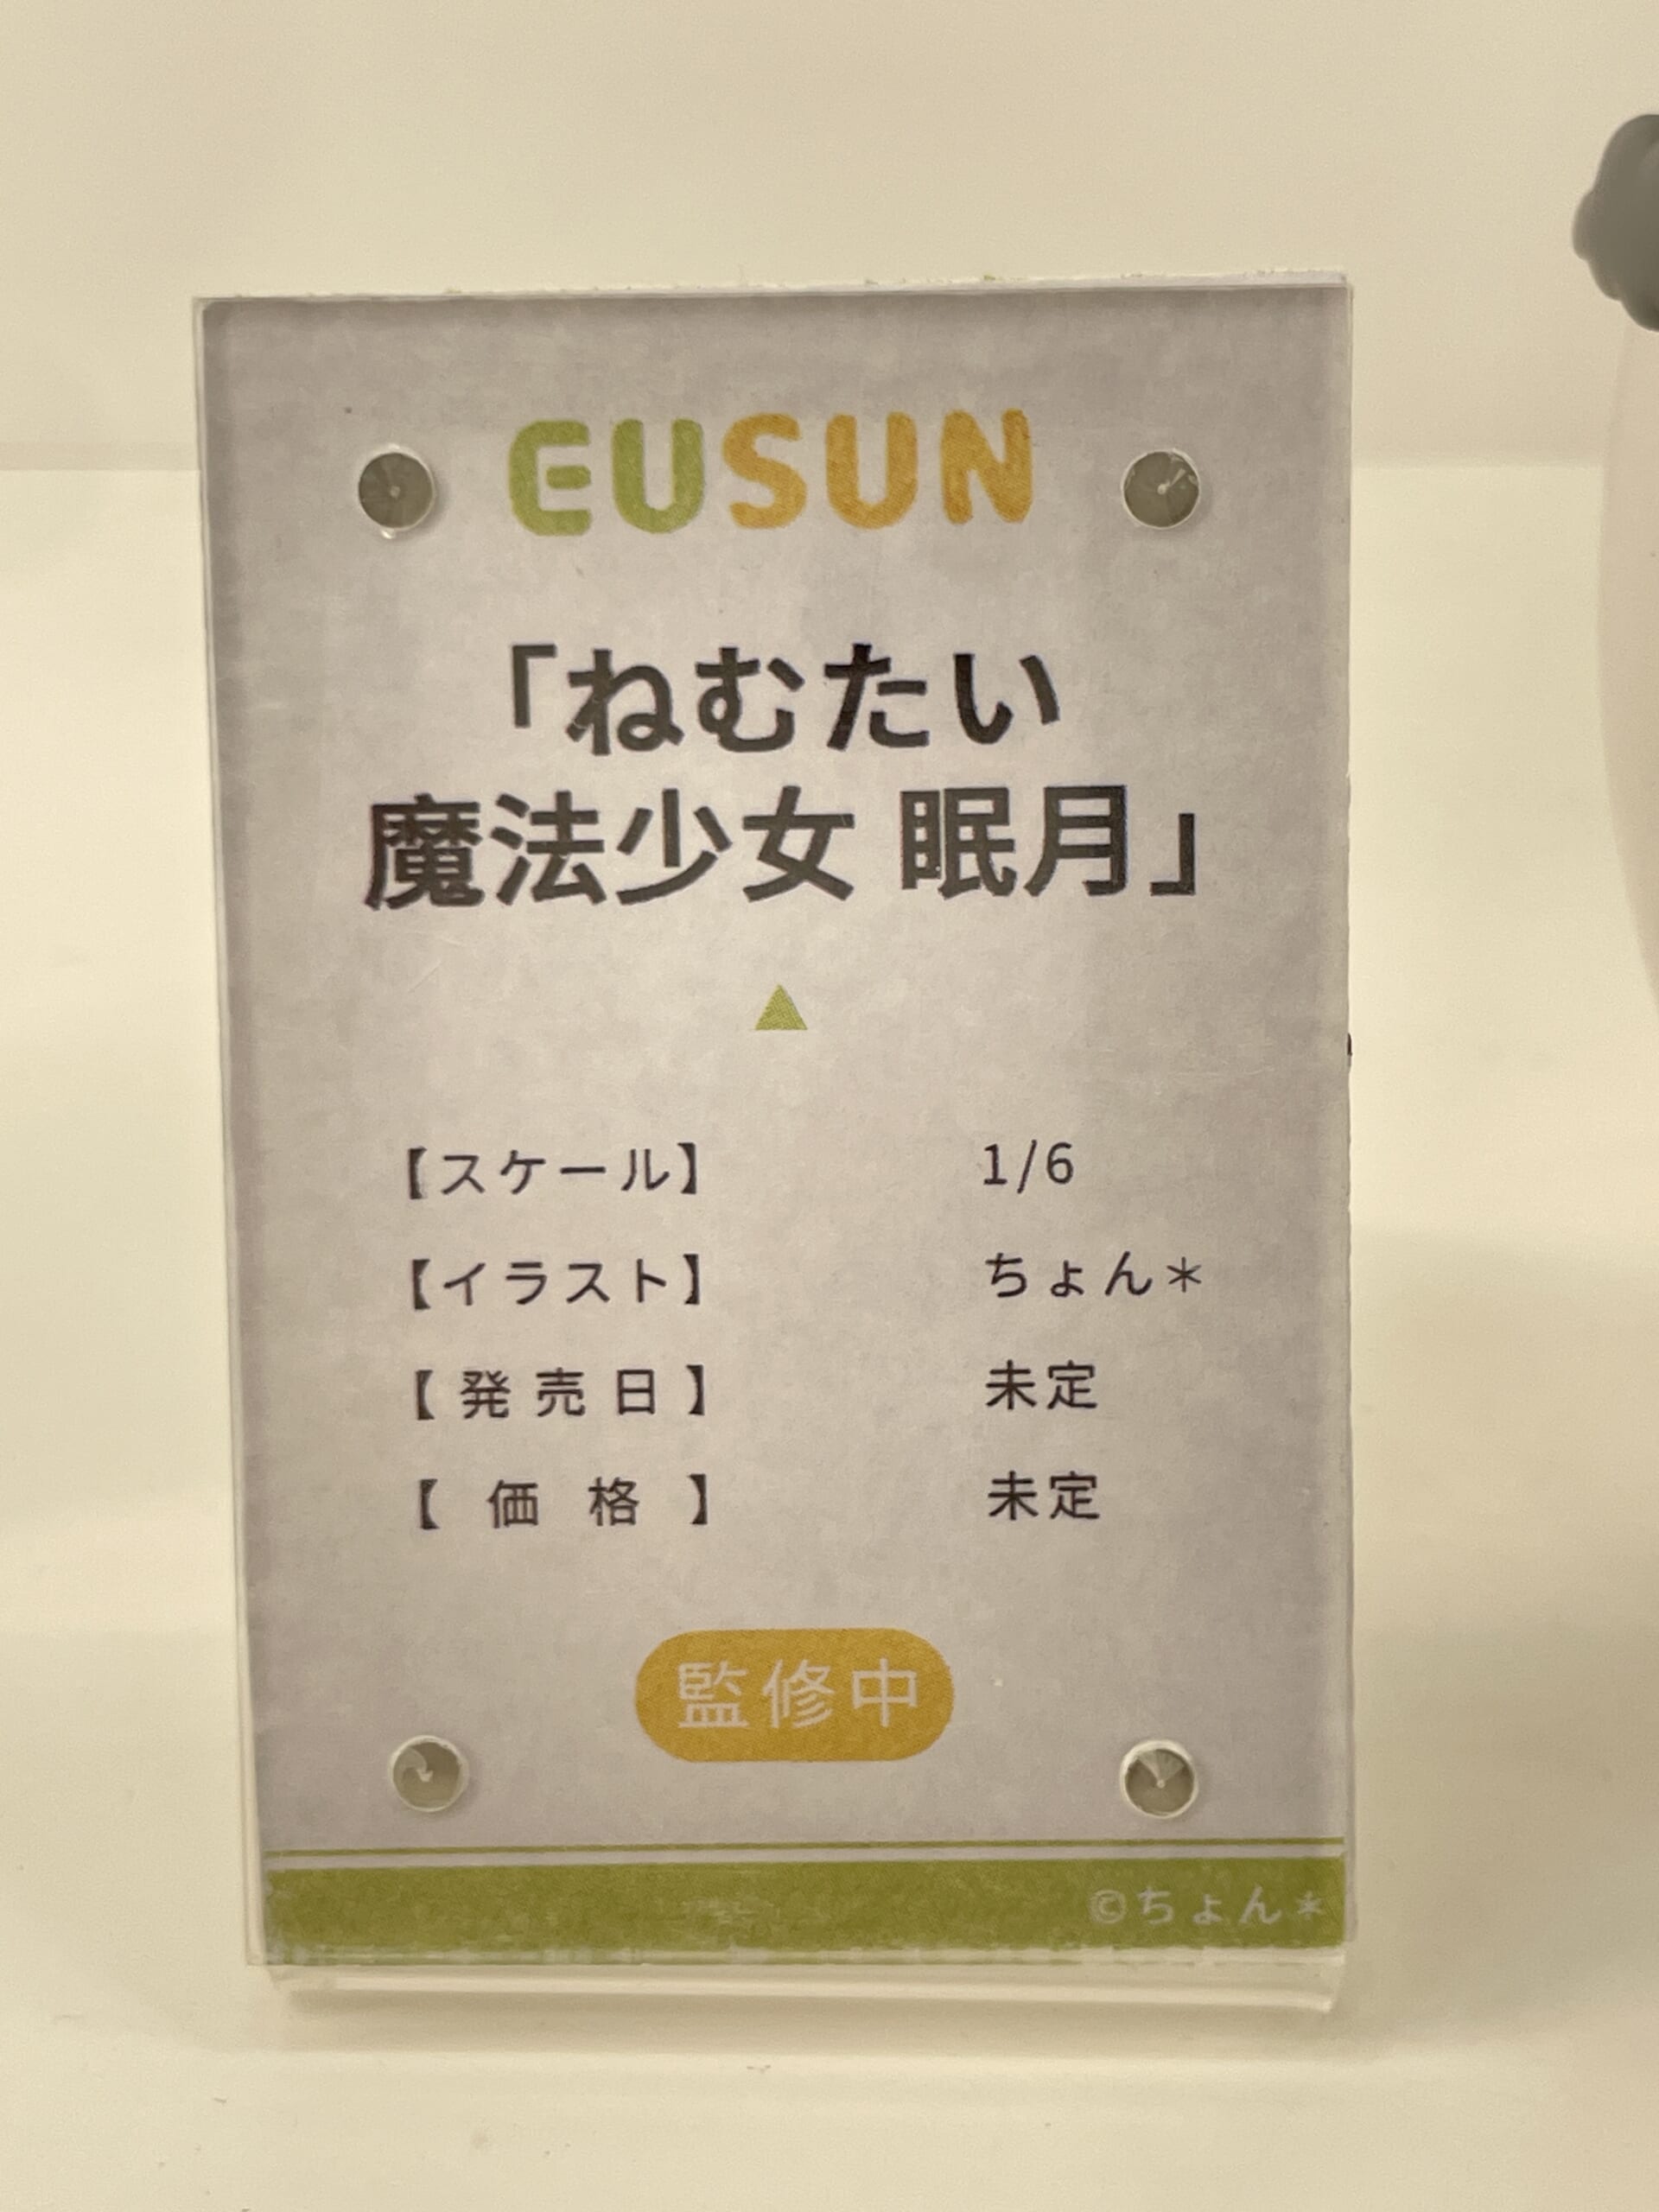 EUSUN
「ねむたい
魔法少女 眠月」
【スケール】 1/6
【イラスト】 ちょん＊
【発売日】 未定
【価格】 未定
監修中
©ちょん＊